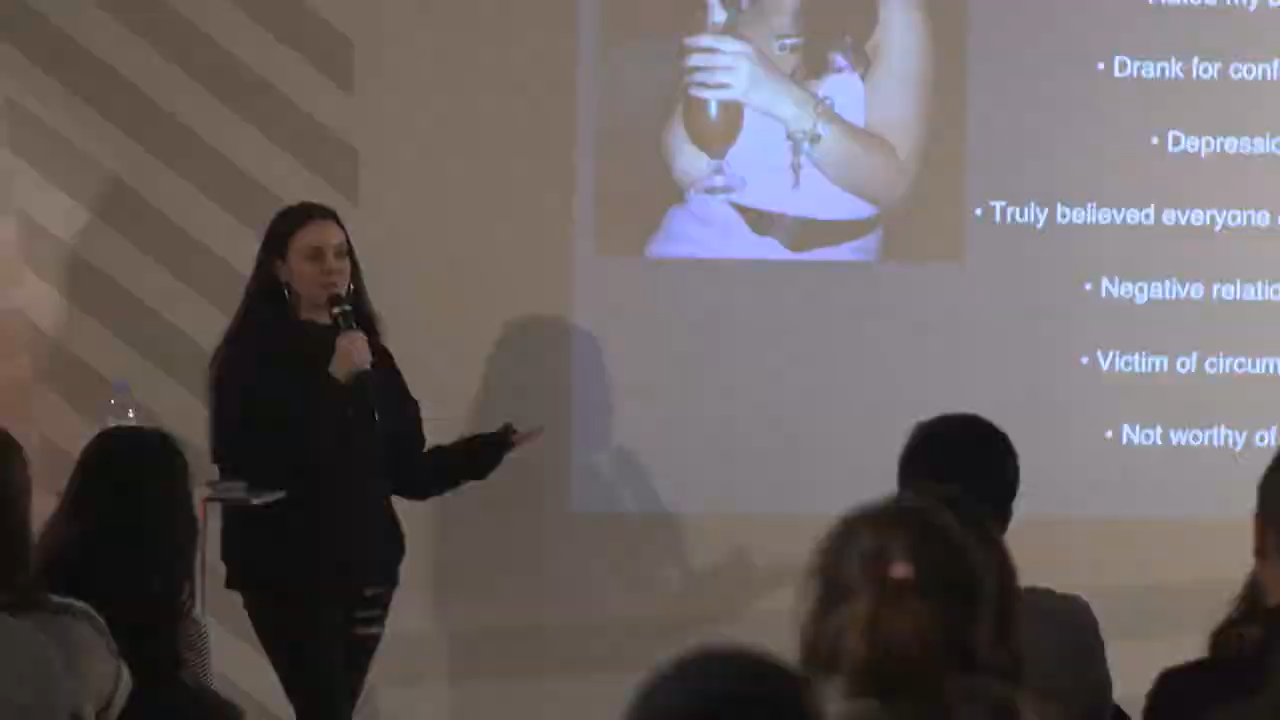 • Drank for conf
• Depressio
• Truly believed everyone
• Negative relatio
• Victim of circum
• Not worthy of